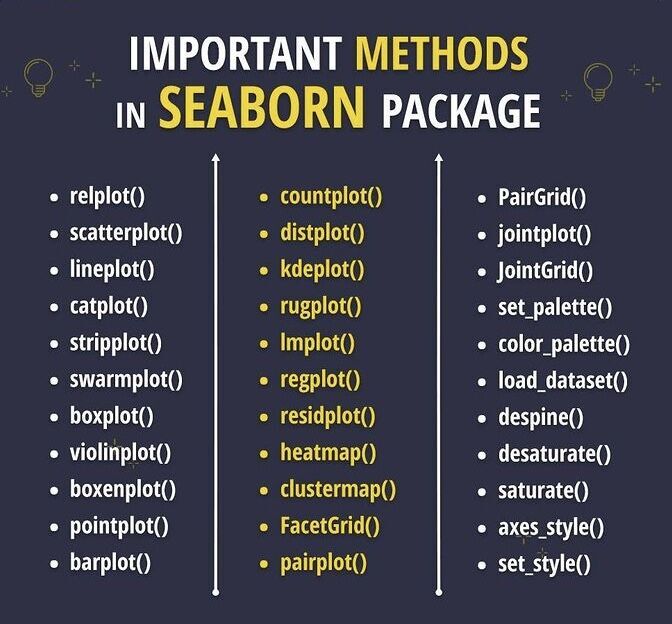 IMPORTANT METHODS
IN SEABORN PACKAGE
• relplot()
• scatterplot()
• lineplot()
• catplot()
• stripplot()
• swarmplot()
• boxplot()
• violinplot()
• boxenplot()
• pointplot()
• barplot()
• countplot()
• distplot()
• kdeplot()
• rugplot()
• lmplot()
• regplot()
• residplot()
• heatmap()
• clustermap()
• FacetGrid()
• pairplot()
• PairGrid()
• jointplot()
• JointGrid()
• set_palette()
• color_palette()
• load_dataset()
• despine()
• desaturate()
• saturate()
• axes_style()
• set_style()